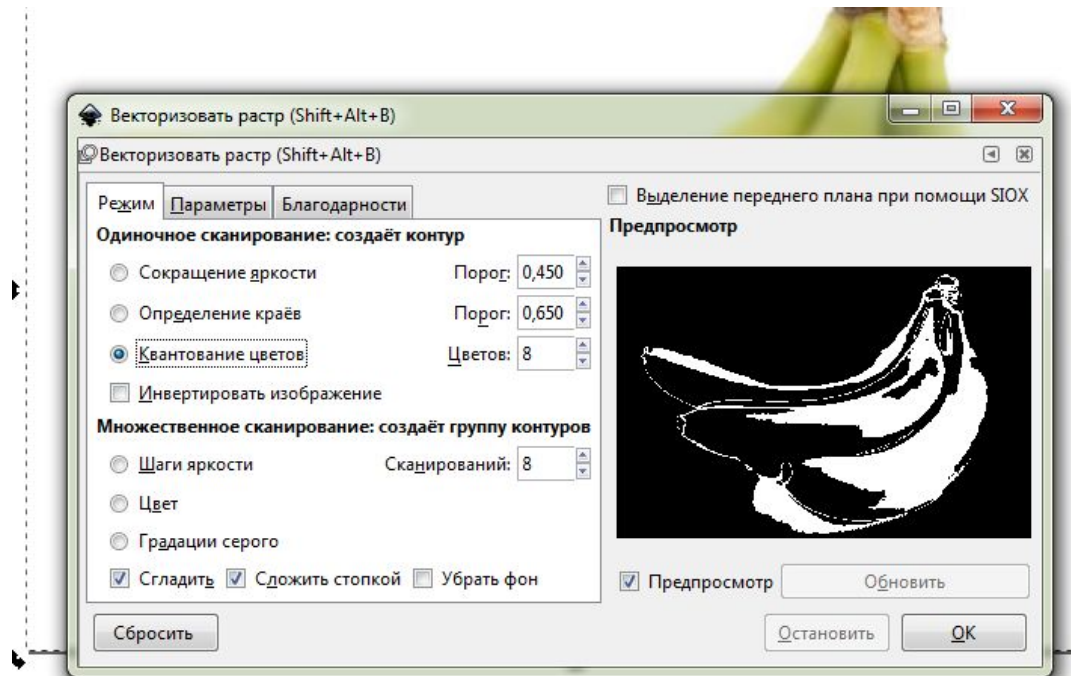 Векторизовать растр (Shift+Alt+B)
Векторизовать растр (Shift+Alt+B)
Режим Параметры Благодарности
Выделение переднего плана при помощи SIOX
Одиночное сканирование: создаёт контур
Предпросмотр
Сокращение яркости Порог: 0,450
Определение краёв Порог: 0,650
Квантование цветов Цветов: 8
Инвертировать изображение
Множественное сканирование: создаёт группу контуров
Шаги яркости Сканирований: 8
Цвет
Градации серого
Сгладить Сложить стопкой Убрать фон
Предпросмотр Обновить
Сбросить Остановить OK